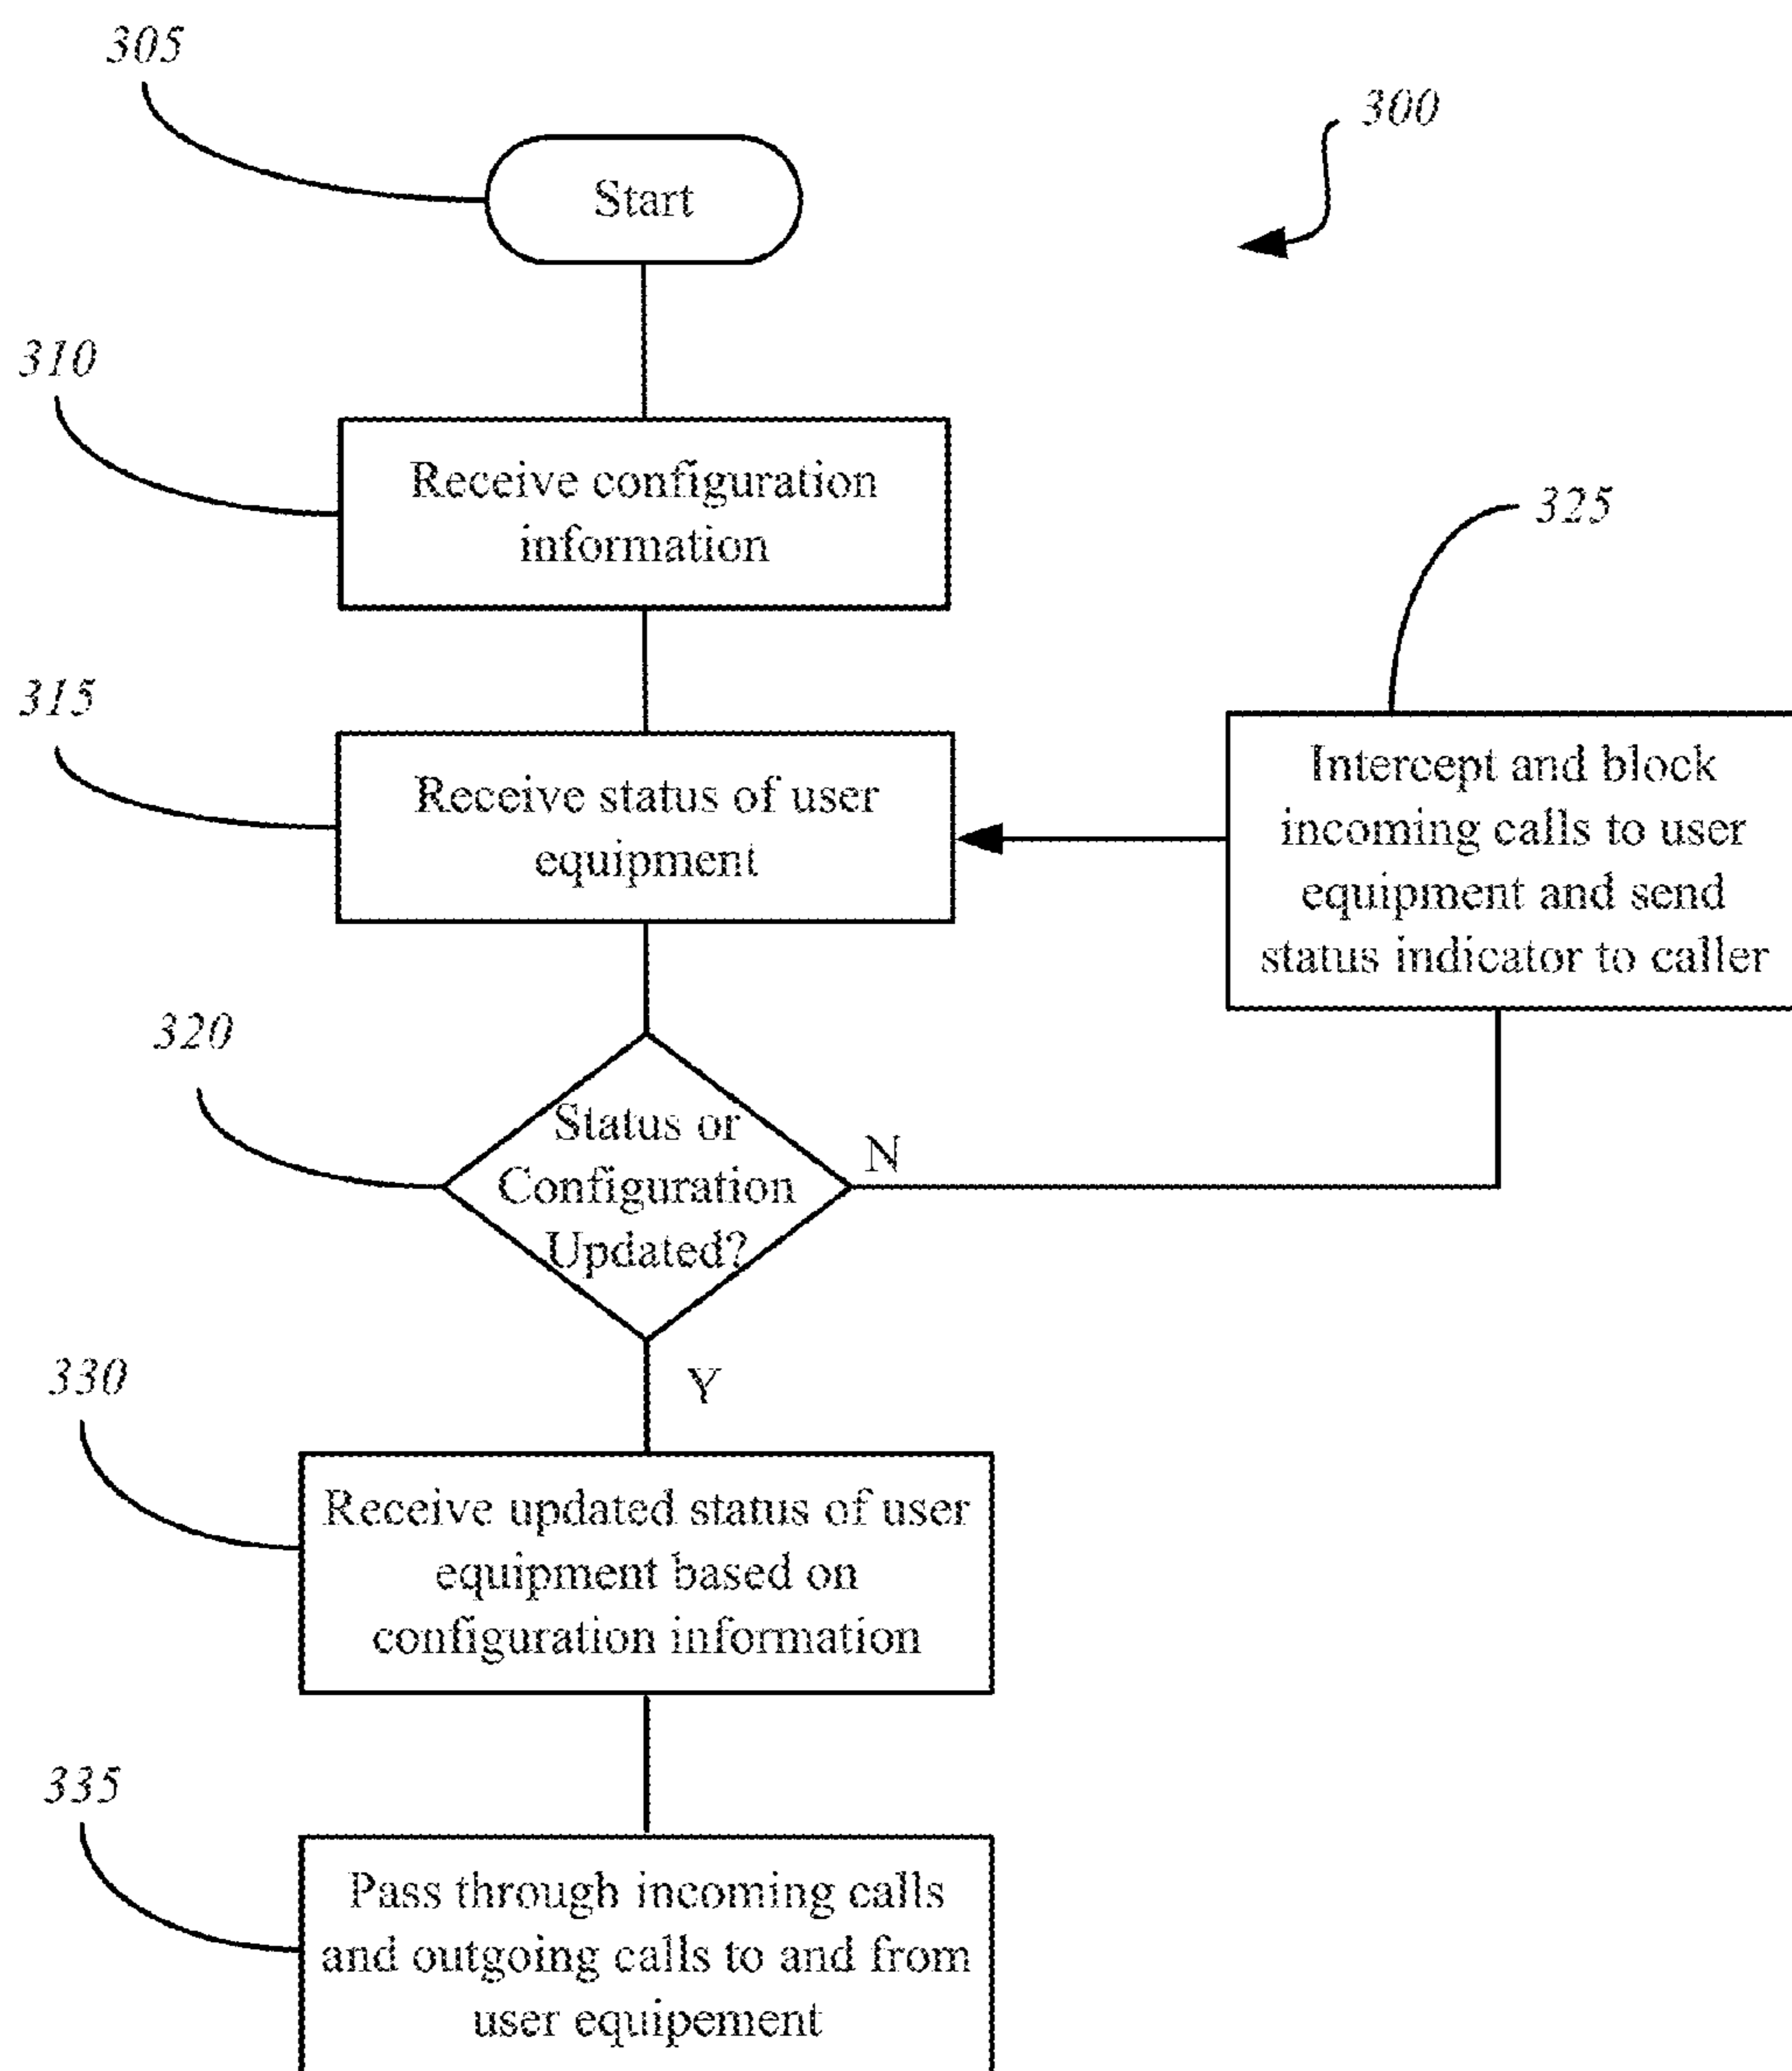 305
300
Start
310
Receive configuration
information
325
315
Receive status of user
equipment
Intercept and block
incoming calls to user
equipment and send
status indicator to caller
320
Status or
Configuration
Updated?
N
Y
330
Receive updated status of user
equipment based on
configuration information
335
Pass through incoming calls
and outgoing calls to and from
user equipement